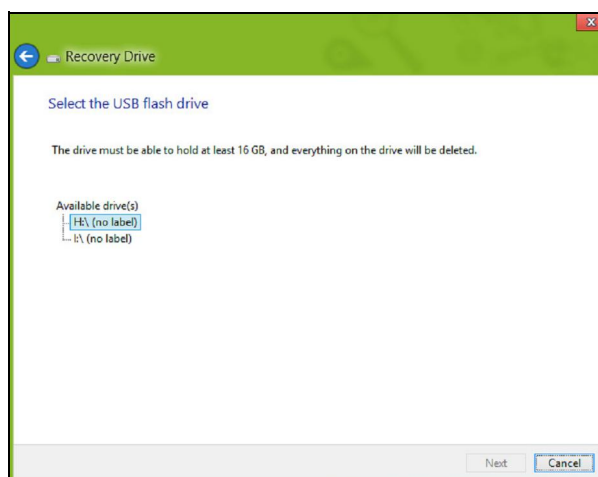 Recovery Drive
Select the USB flash drive
The drive must be able to hold at least 16 GB, and everything on the drive will be deleted.
Available drive(s)
H:\ (no label)
I:\ (no label)
Next Cancel